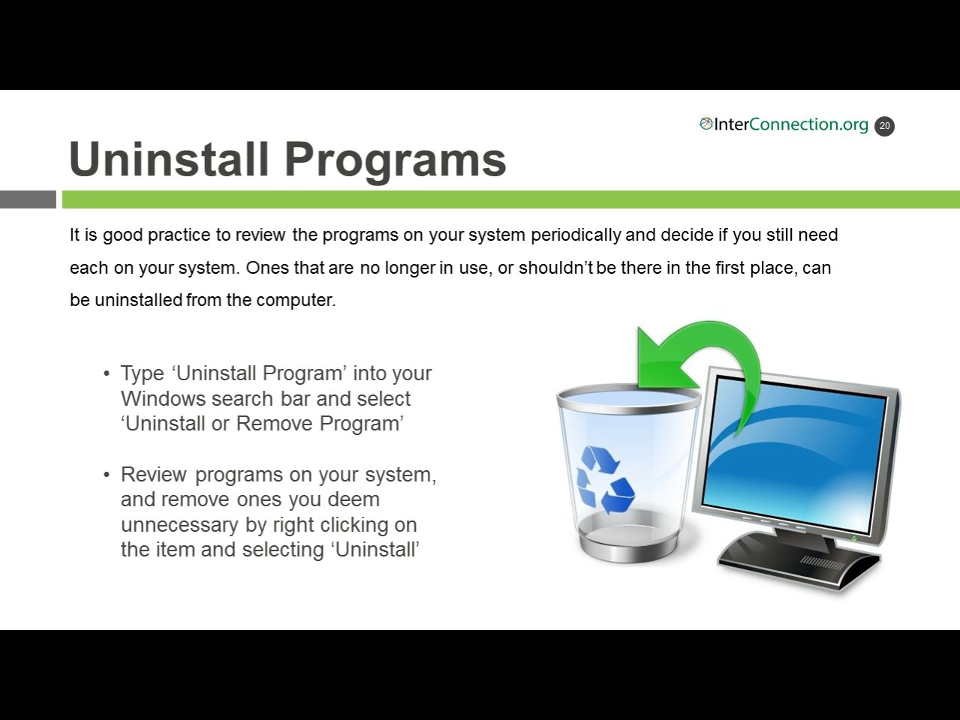 InterConnection.org 20
Uninstall Programs
It is good practice to review the programs on your system periodically and decide if you still need
each on your system. Ones that are no longer in use, or shouldn’t be there in the first place, can
be uninstalled from the computer.
• Type ‘Uninstall Program’ into your
Windows search bar and select
‘Uninstall or Remove Program’
• Review programs on your system,
and remove ones you deem
unnecessary by right clicking on
the item and selecting ‘Uninstall’